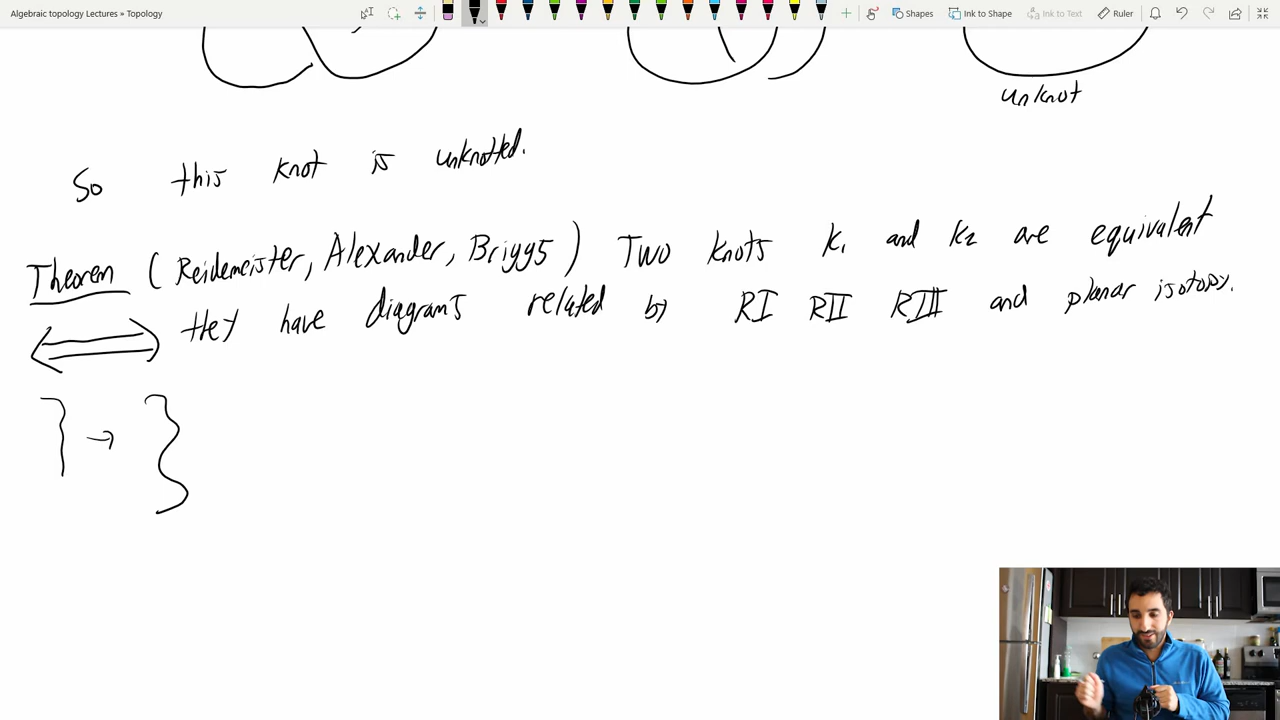 Algebraic topology Lectures » Topology
Shapes Ink to Shape Ink to Text Ruler
unknot
So this knot is unknotted.
Theorem (Reidemeister, Alexander, Briggs) Two knots K1 and K2 are equivalent
⟺ they have diagrams related by RI RII RIII and planar isotopy.
→